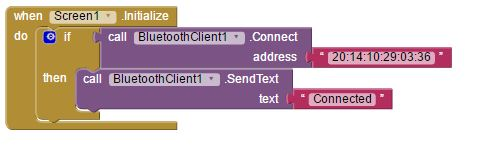 when Screen1 .Initialize
do if call BluetoothClient1 .Connect
address " 20:14:10:29:03:36 "
then call BluetoothClient1 .SendText
text " Connected "